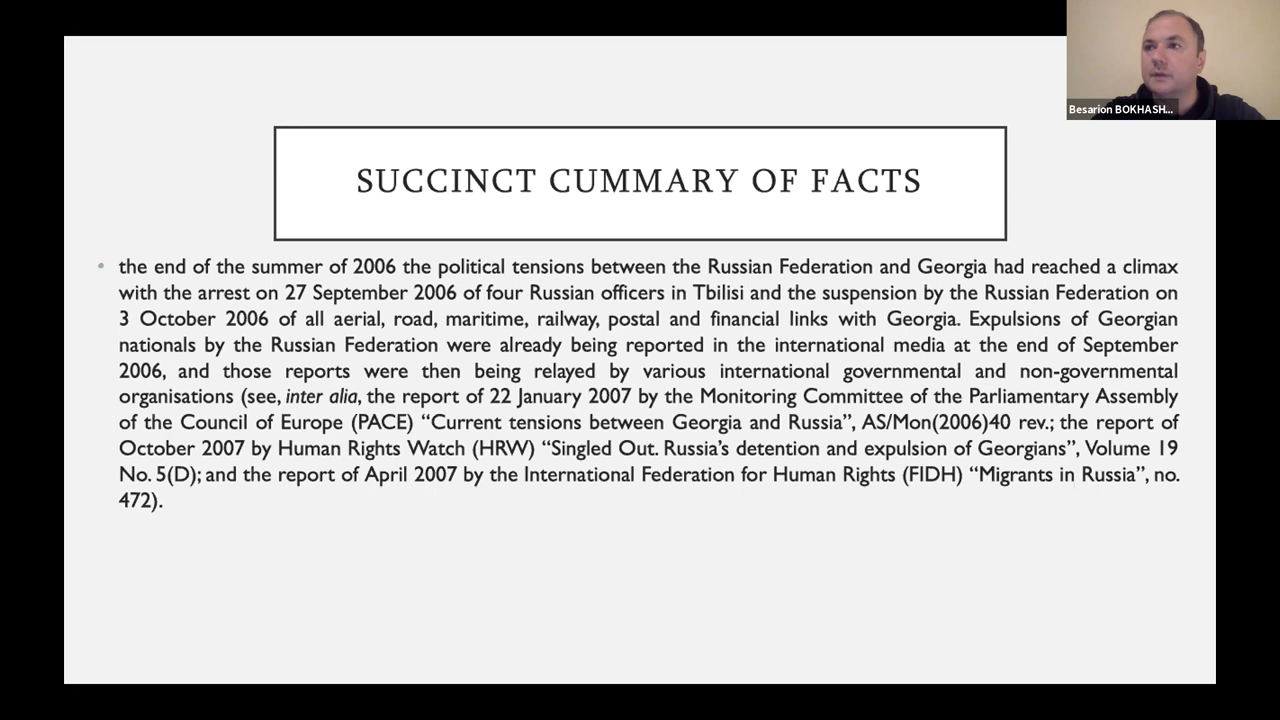 Besarion BOKHASH...
SUCCINCT CUMMARY OF FACTS
• the end of the summer of 2006 the political tensions between the Russian Federation and Georgia had reached a climax
with the arrest on 27 September 2006 of four Russian officers in Tbilisi and the suspension by the Russian Federation on
3 October 2006 of all aerial, road, maritime, railway, postal and financial links with Georgia. Expulsions of Georgian
nationals by the Russian Federation were already being reported in the international media at the end of September
2006, and those reports were then being relayed by various international governmental and non-governmental
organisations (see, inter alia, the report of 22 January 2007 by the Monitoring Committee of the Parliamentary Assembly
of the Council of Europe (PACE) “Current tensions between Georgia and Russia”, AS/Mon(2006)40 rev.; the report of
October 2007 by Human Rights Watch (HRW) “Singled Out. Russia’s detention and expulsion of Georgians”, Volume 19
No. 5(D); and the report of April 2007 by the International Federation for Human Rights (FIDH) “Migrants in Russia”, no.
472).